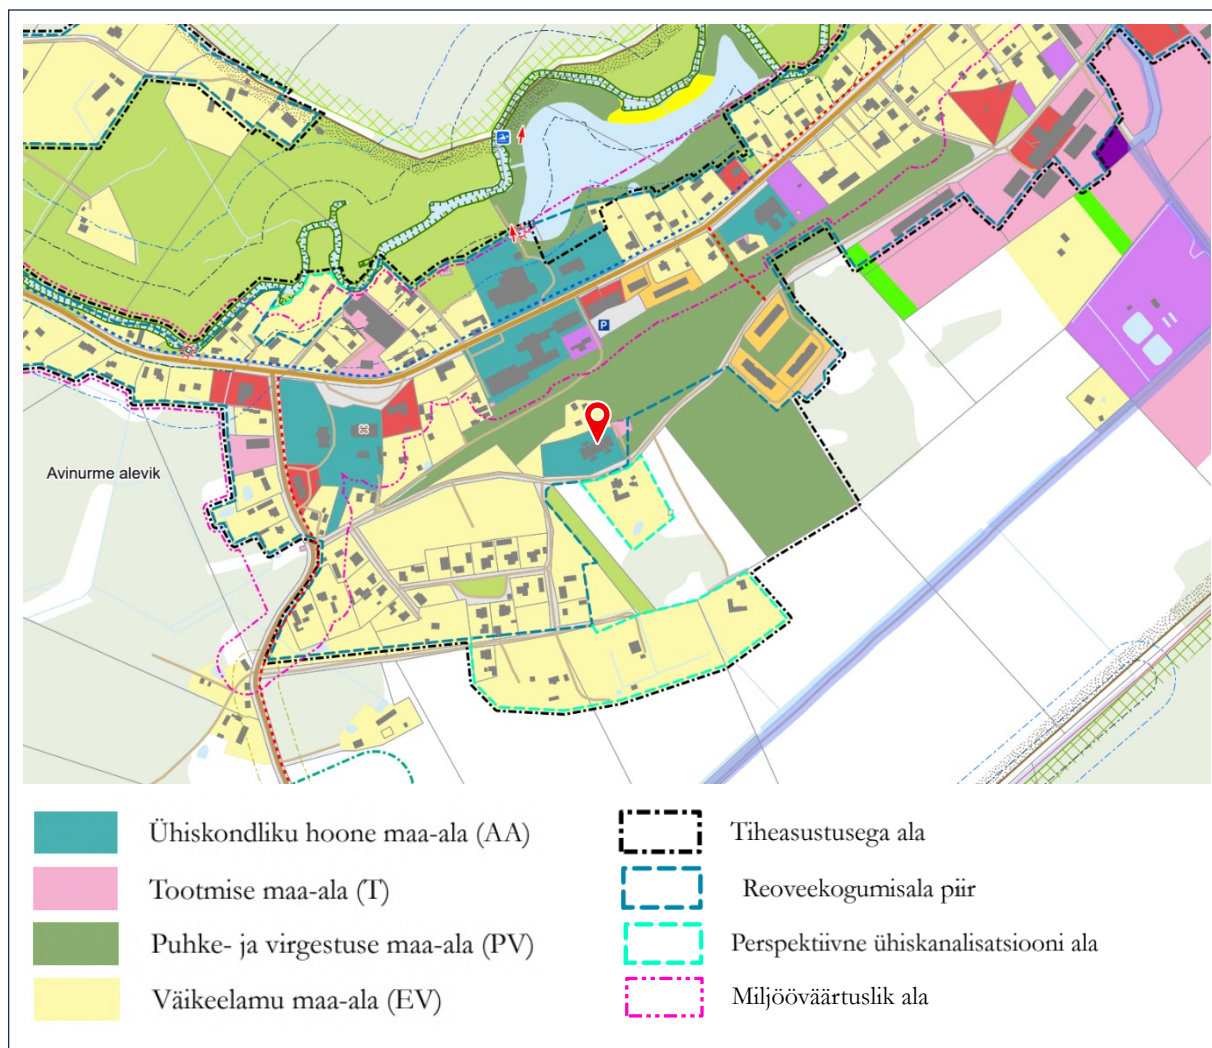 P
Avinurme alevik
Ühiskondliku hoone maa-ala (AA)
Tootmise maa-ala (T)
Puhke- ja virgestuse maa-ala (PV)
Väikeelamu maa-ala (EV)
Tiheasustusega ala
Reoveekogumisala piir
Perspektiivne ühiskanalisatsiooni ala
Miljööväärtuslik ala